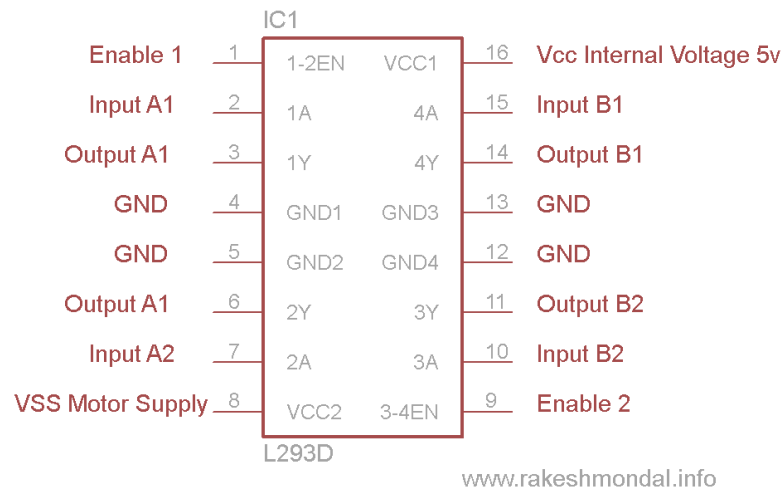 IC1
Enable 1 1 1-2EN VCC1 16 Vcc Internal Voltage 5v
Input A1 2 1A 4A 15 Input B1
Output A1 3 1Y 4Y 14 Output B1
GND 4 GND1 GND3 13 GND
GND 5 GND2 GND4 12 GND
Output A1 6 2Y 3Y 11 Output B2
Input A2 7 2A 3A 10 Input B2
VSS Motor Supply 8 VCC2 3-4EN 9 Enable 2
L293D
www.rakeshmondal.info